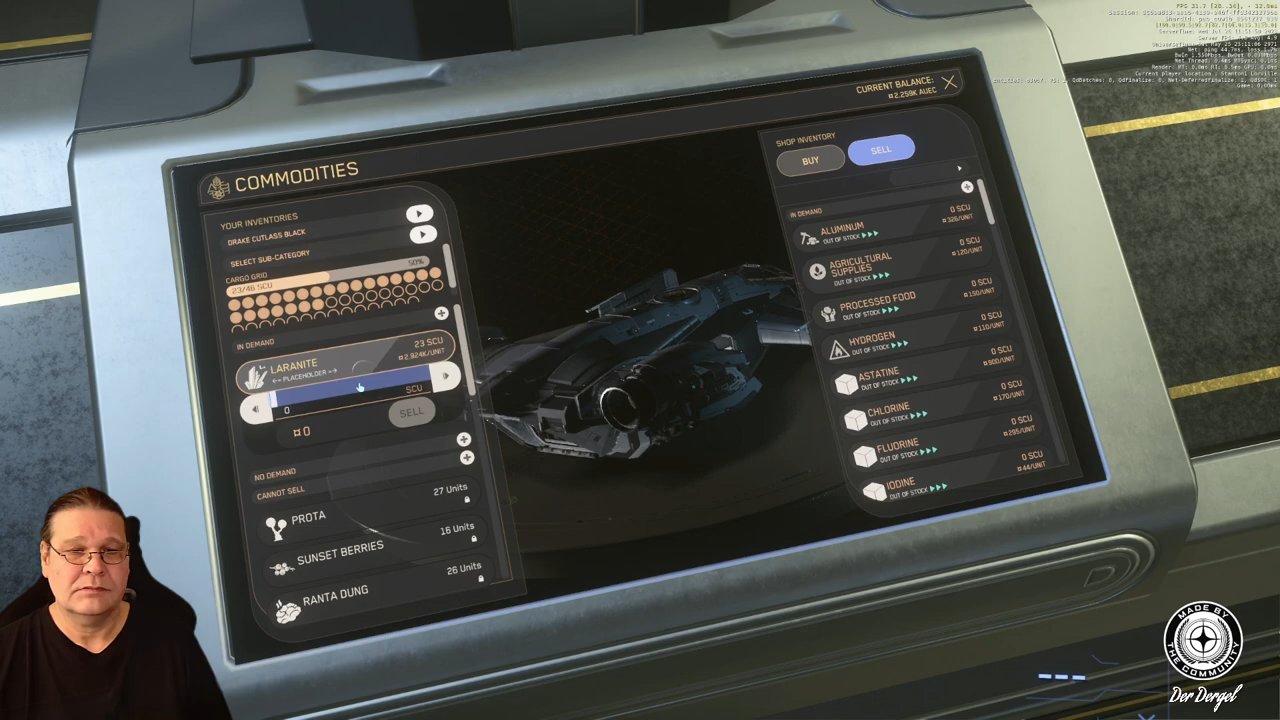 Current player location : Stanton1 Lorville
CURRENT BALANCE:
¤2.259K AUEC
COMMODITIES
YOUR INVENTORIES
DRAKE CUTLASS BLACK
SELECT SUB-CATEGORY
CARGO GRID
50%
23/46 SCU
IN DEMAND
LARANITE
23 SCU
←- PLACEHOLDER -→
¤2.924K/UNIT
SCU
0
¤0
SELL
NO DEMAND
CANNOT SELL
PROTA
27 Units
SUNSET BERRIES
16 Units
RANTA DUNG
26 Units
SHOP INVENTORY
BUY
SELL
IN DEMAND
ALUMINUM
0 SCU
OUT OF STOCK
¤326/UNIT
AGRICULTURAL
SUPPLIES
0 SCU
OUT OF STOCK
¤120/UNIT
PROCESSED FOOD
0 SCU
OUT OF STOCK
¤150/UNIT
HYDROGEN
0 SCU
OUT OF STOCK
¤110/UNIT
ASTATINE
0 SCU
OUT OF STOCK
¤900/UNIT
CHLORINE
0 SCU
OUT OF STOCK
¤170/UNIT
FLUORINE
0 SCU
OUT OF STOCK
¤295/UNIT
IODINE
0 SCU
OUT OF STOCK
¤44/UNIT
MADE BY
THE COMMUNITY
Der Dergel